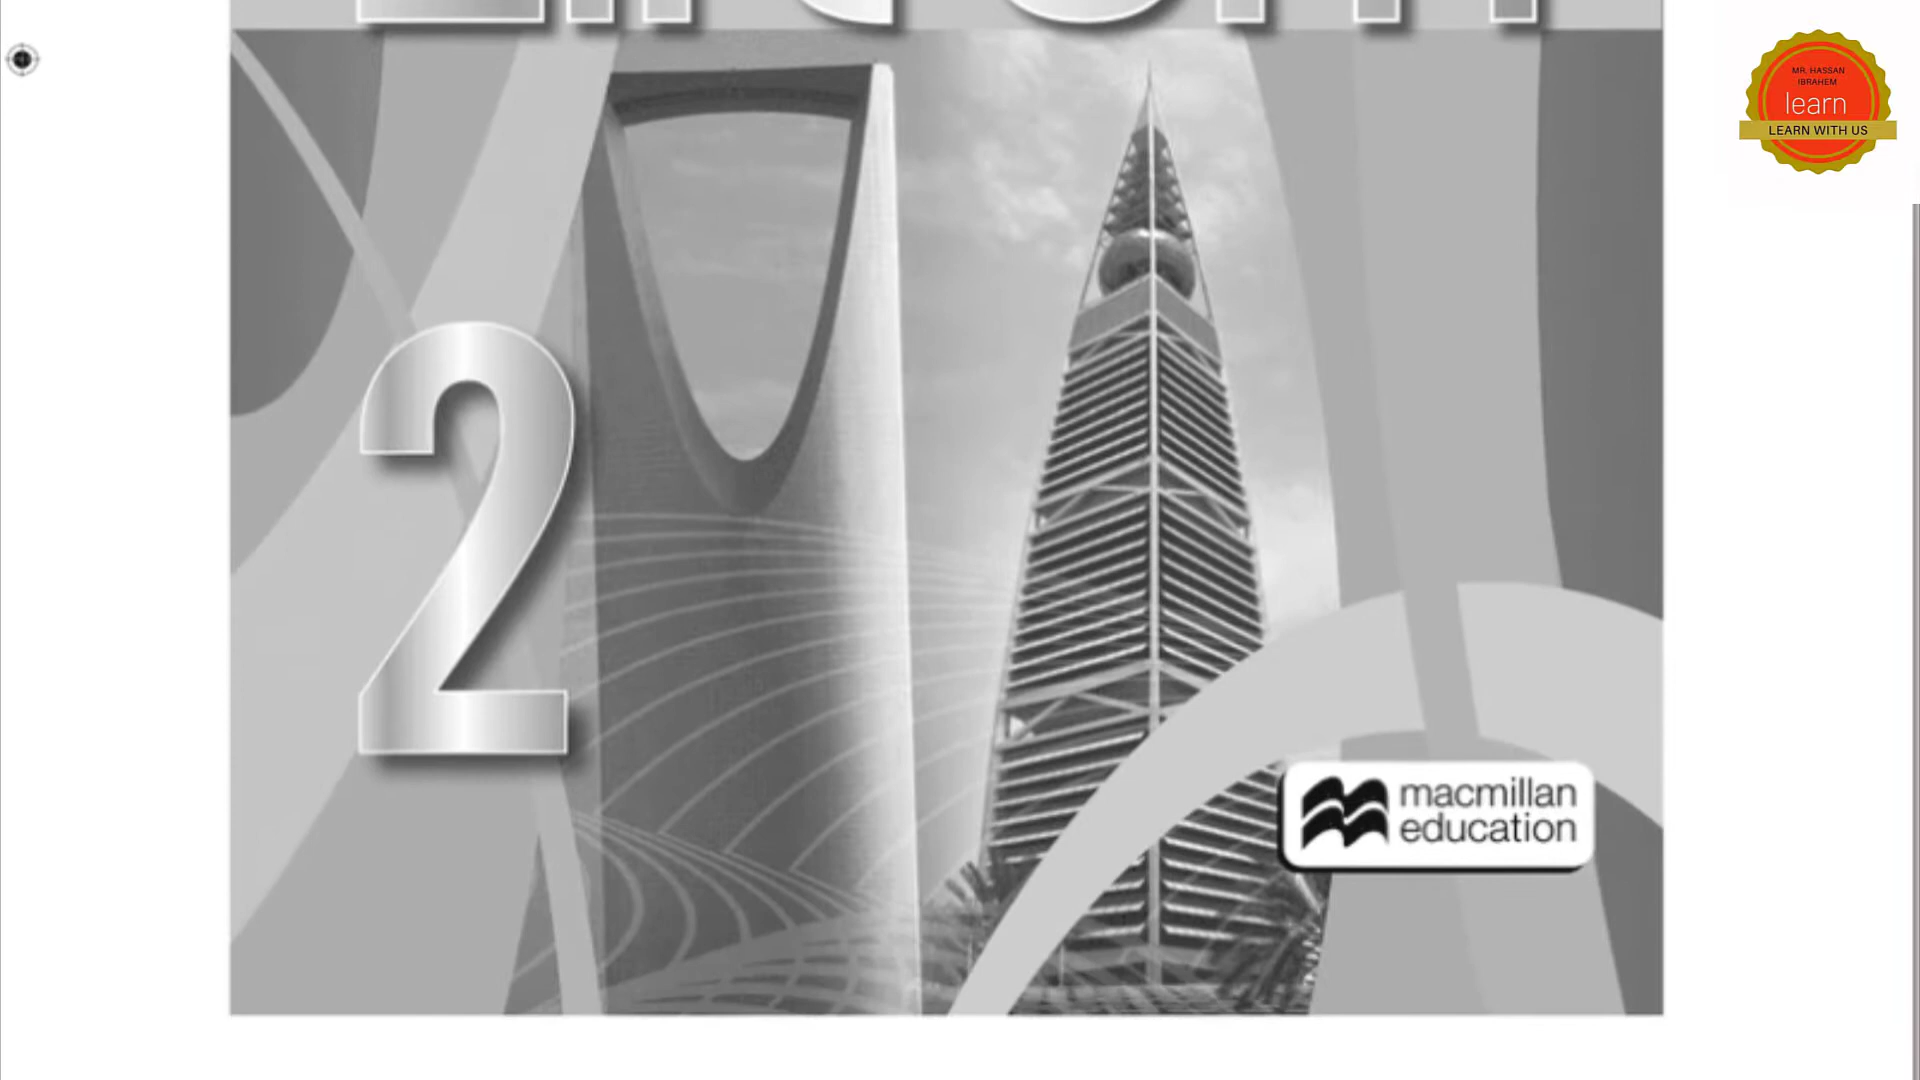 MR. HASSAN
IBRAHEM
learn
LEARN WITH US
2
macmillan
education